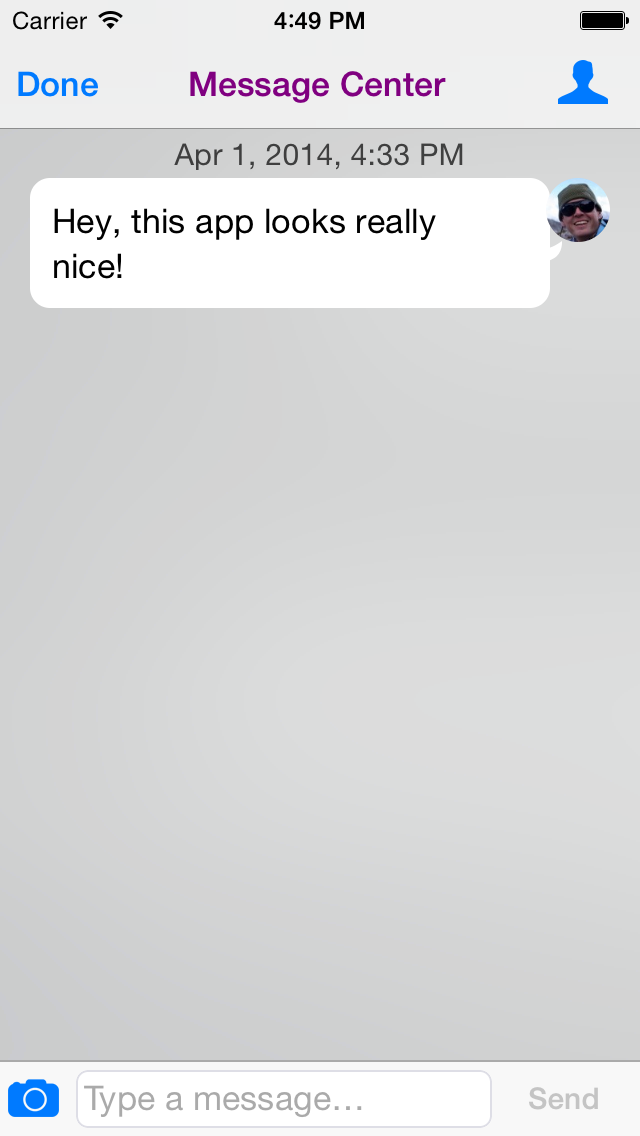 Carrier 4:49 PM
Done Message Center
Apr 1, 2014, 4:33 PM
Hey, this app looks really
nice!
Type a message... Send